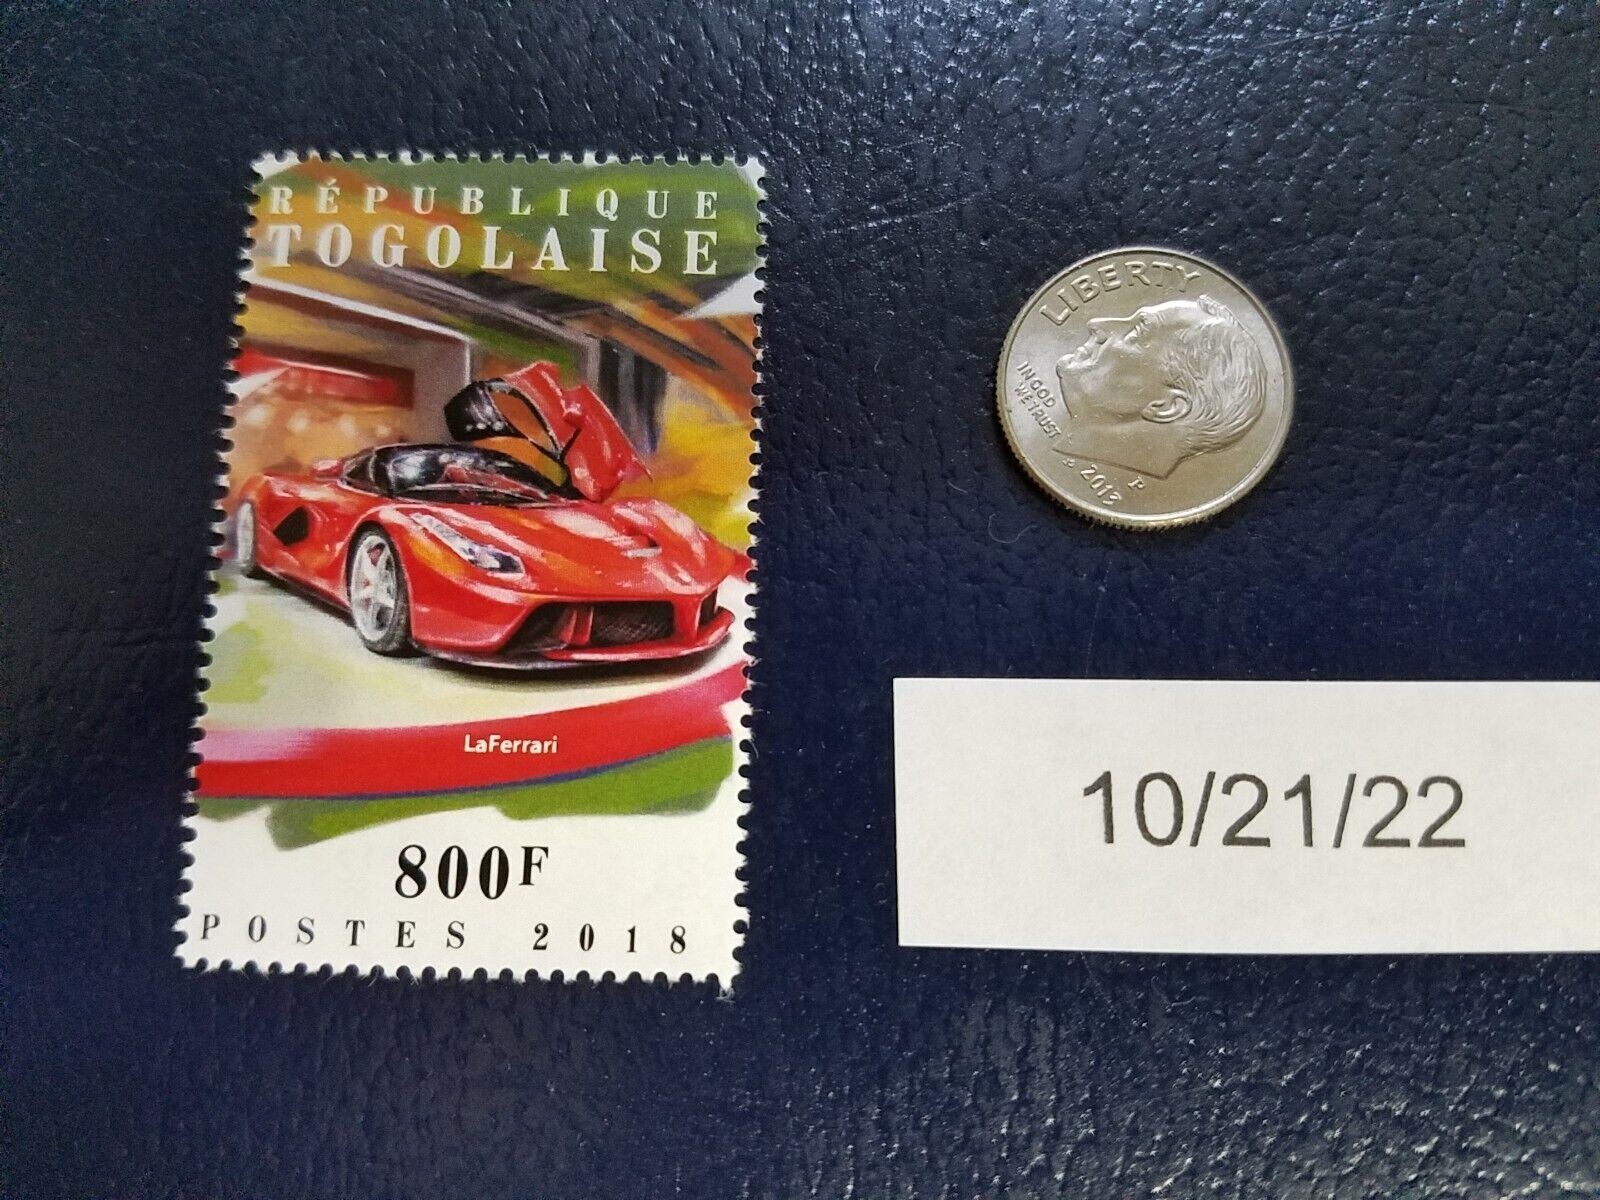 RÉPUBLIQUE
TOGOLAISE
LaFerrari
800F
POSTES 2018
LIBERTY
IN GOD
WE TRUST
2013
P
10/21/22